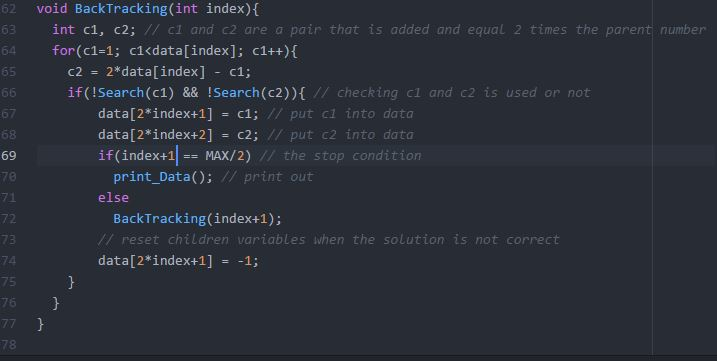 62 void BackTracking(int index){
63   int c1, c2; // c1 and c2 are a pair that is added and equal 2 times the parent number
64   for(c1=1; c1<data[index]; c1++){
65     c2 = 2*data[index] - c1;
66     if(!Search(c1) && !Search(c2)){ // checking c1 and c2 is used or not
67         data[2*index+1] = c1; // put c1 into data
68         data[2*index+2] = c2; // put c2 into data
69         if(index+1 == MAX/2) // the stop condition
70           print_Data(); // print out
71         else
72           BackTracking(index+1);
73         // reset children variables when the solution is not correct
74         data[2*index+1] = -1;
75     }
76   }
77 }
78